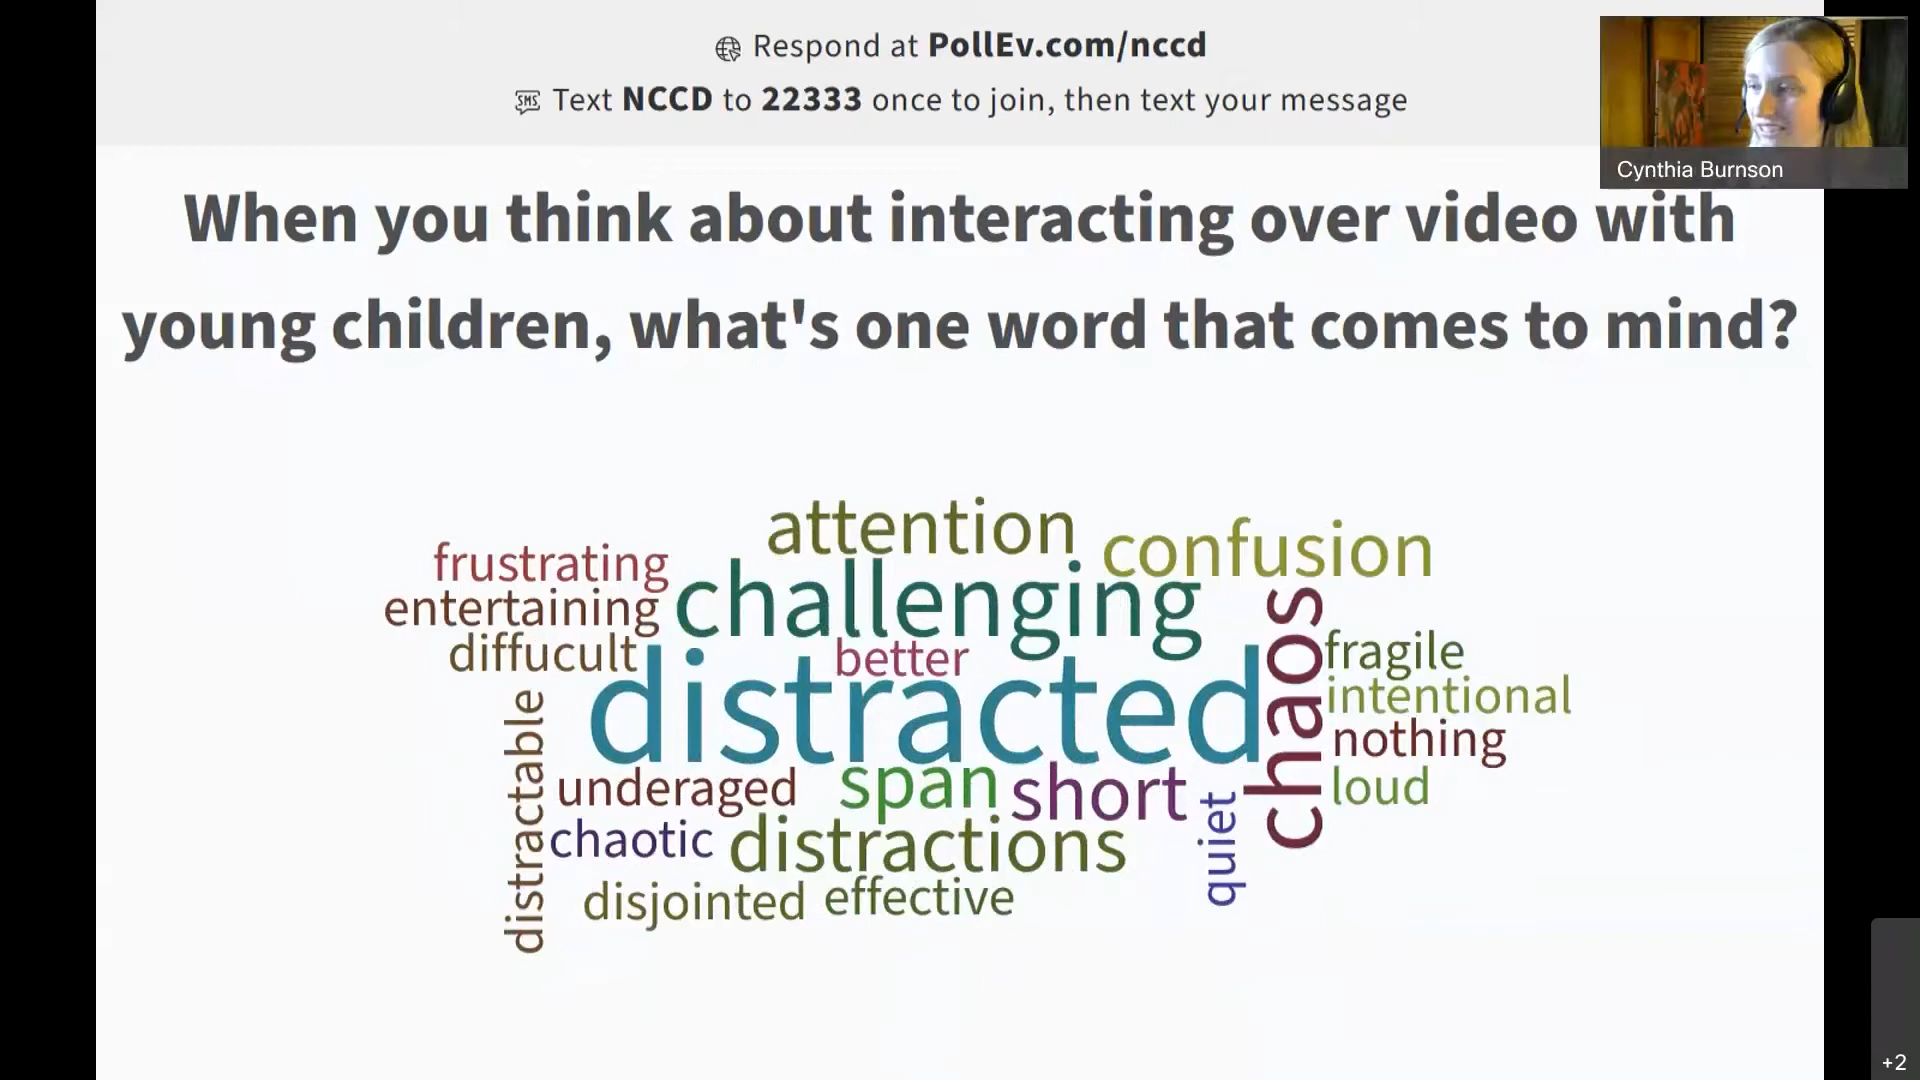 Respond at PollEv.com/nccd
SMS Text NCCD to 22333 once to join, then text your message
Cynthia Burnson
When you think about interacting over video with
young children, what's one word that comes to mind?
attention
confusion
frustrating
challenging
entertaining
diffucult
better
distracted
chaos
fragile
intentional
nothing
loud
distractable
underaged
span
short
quiet
chaotic
distractions
disjointed
effective
+2